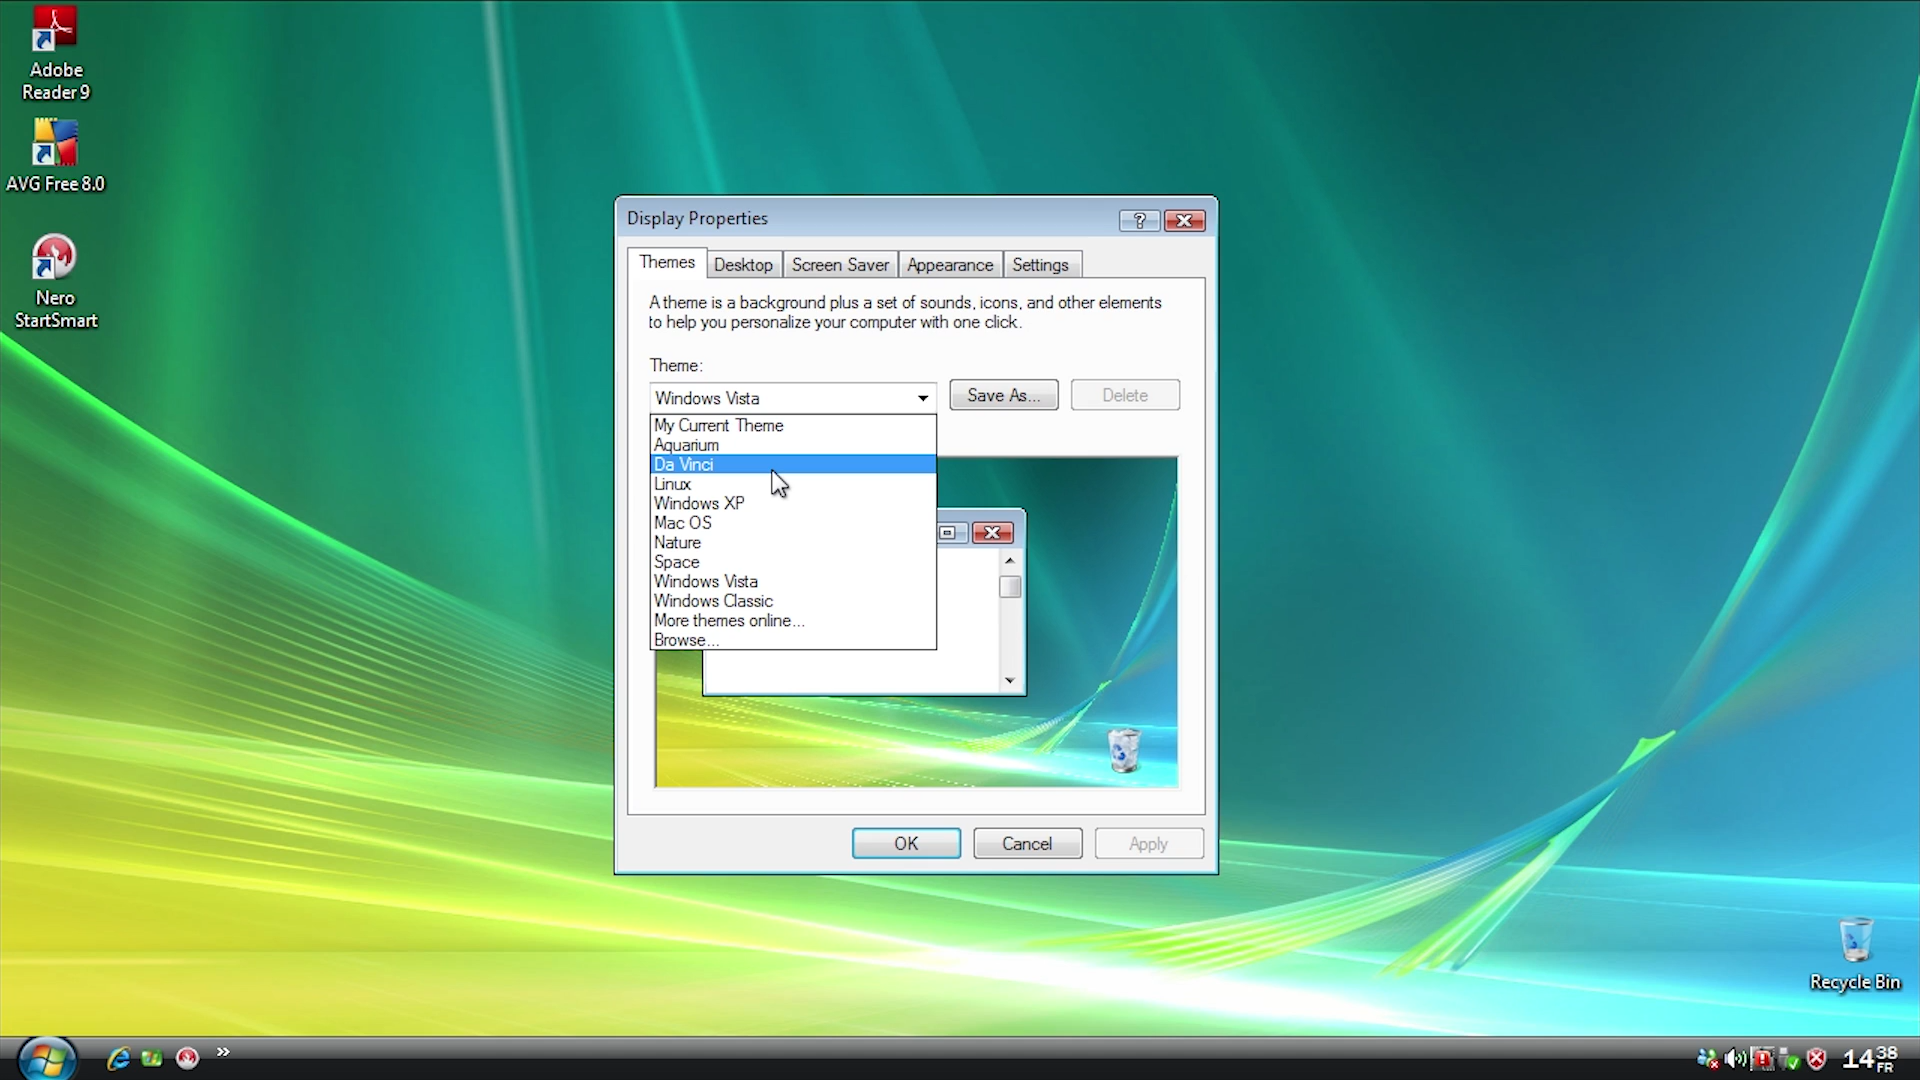 Adobe
Reader 9
AVG Free 8.0
Nero
StartSmart
Display Properties
?
Themes
Desktop
Screen Saver
Appearance
Settings
A theme is a background plus a set of sounds, icons, and other elements
to help you personalize your computer with one click.
Theme:
Windows Vista
Save As...
Delete
My Current Theme
Aquarium
Da Vinci
Linux
Windows XP
Mac OS
Nature
Space
Windows Vista
Windows Classic
More themes online...
Browse...
OK
Cancel
Apply
Recycle Bin
»
14 38
FR